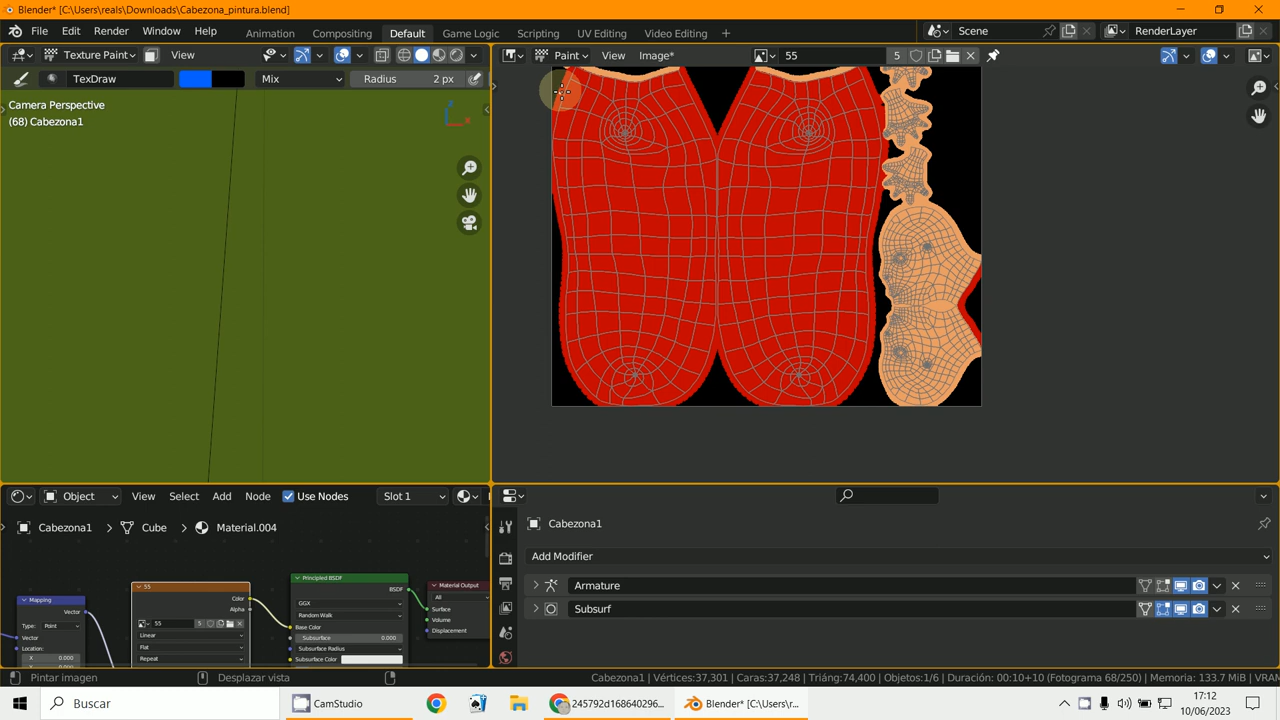 Blender* [C:\Users\reals\Downloads\Cabezona_pintura.blend]
File Edit Render Window Help Animation Compositing Default Game Logic Scripting UV Editing Video Editing + Scene RenderLayer
Texture Paint View Paint View Image* 55 5
TexDraw Mix Radius 2 px
Camera Perspective
(68) Cabezona1
Object Select Add Node Use Nodes Slot 1
View
Cabezona1 > Cube > Material.004
Cabezona1
Add Modifier
Armature
Subsurf
Mapping
Vector
Type: Point
Vector
Location:
X 0.000
55
Color
Alpha
55 5
Linear
Flat
Repeat
Principled BSDF
BSDF
GGX
Random Walk
Base Color
Subsurface 0.000
Subsurface Radius
Subsurface Color
Material Output
All
Surface
Volume
Displacement
Pintar imagen Desplazar vista Cabezona1 | Vértices:37,301 | Caras:37,248 | Triáng:74,400 | Objetos:1/6 | Duración: 00:10+10 (Fotograma 68/250) | Memoria: 133.7 MiB | VRAM
Buscar CamStudio 245792d168640296... Blender* [C:\Users\r... 17:12
10/06/2023